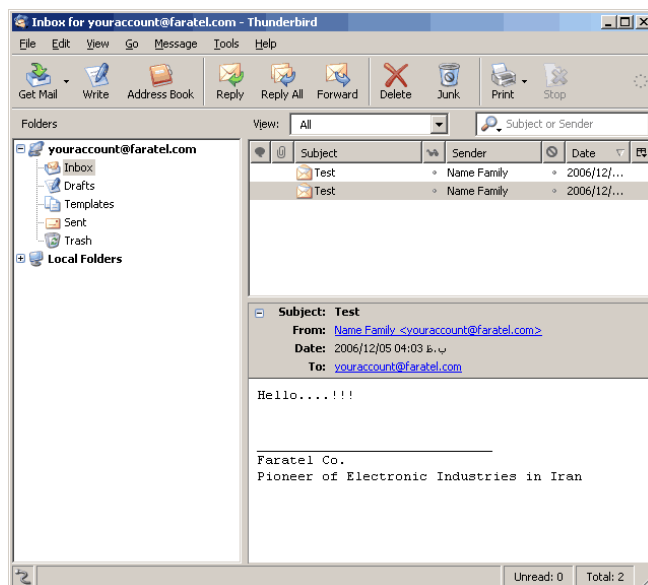 Inbox for youraccount@faratel.com - Thunderbird
File Edit View Go Message Tools Help
Get Mail Write Address Book Reply Reply All Forward Delete Junk Print Stop
Folders View: All Subject or Sender
youraccount@faratel.com
Inbox
Drafts
Templates
Sent
Trash
Local Folders
Subject Sender Date
Test Name Family 2006/12/...
Test Name Family 2006/12/...
Subject: Test
From: Name Family <youraccount@faratel.com>
Date: 2006/12/05 04:03 ب.ظ
To: youraccount@faratel.com
Hello....!!!
Faratel Co.
Pioneer of Electronic Industries in Iran
Unread: 0 Total: 2